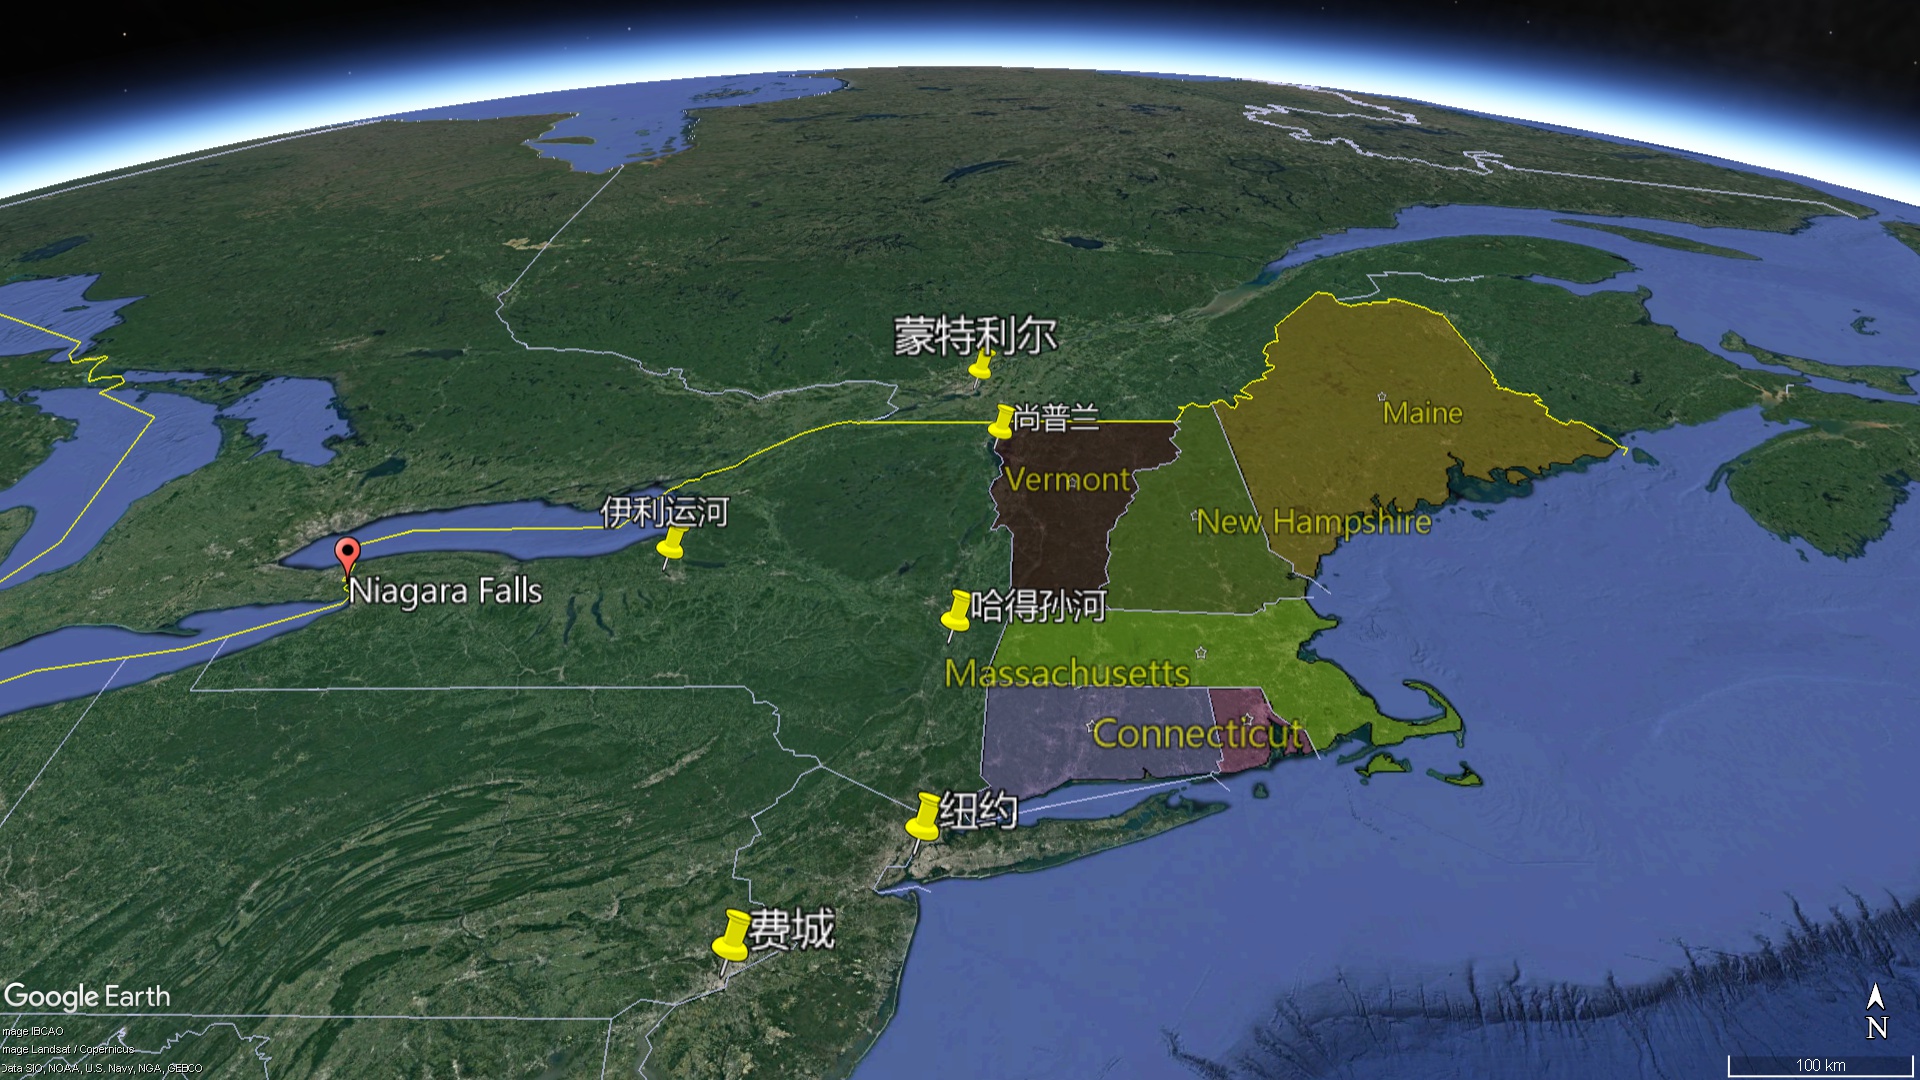 蒙特利尔
尚普兰
Maine
Vermont
伊利运河
New Hampshire
Niagara Falls
哈得孙河
Massachusetts
Connecticut
纽约
费城
Google Earth
mage IBCAO
mage Landsat / Copernicus
Data SIO, NOAA, U.S. Navy, NGA, GEBCO
N
100 km